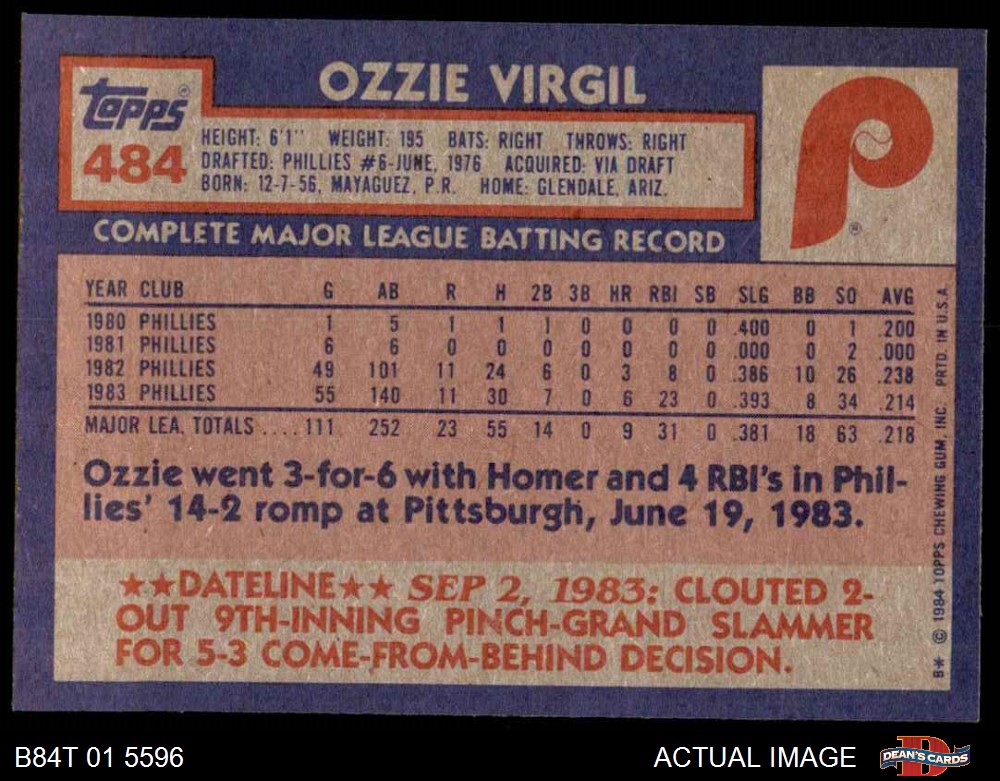 OZZIE VIRGIL
Topps®
484
HEIGHT: 6'1" WEIGHT: 195 BATS: RIGHT THROWS: RIGHT
DRAFTED: PHILLIES #6-JUNE, 1976 ACQUIRED: VIA DRAFT
BORN: 12-7-56, MAYAGUEZ, P.R. HOME: GLENDALE, ARIZ.
P
®
COMPLETE MAJOR LEAGUE BATTING RECORD
YEAR CLUB G AB R H 2B 3B HR RBI SB SLG BB SO AVG
1980 PHILLIES 1 5 1 1 1 0 0 0 0 .400 0 1 .200
1981 PHILLIES 6 6 0 0 0 0 0 0 0 .000 0 2 .000
1982 PHILLIES 49 101 11 24 6 0 3 8 0 .386 10 26 .238
1983 PHILLIES 55 140 11 30 7 0 6 23 0 .393 8 34 .214
MAJOR LEA. TOTALS ....111 252 23 55 14 0 9 31 0 .381 18 63 .218
Ozzie went 3-for-6 with Homer and 4 RBI's in Phil-
lies' 14-2 romp at Pittsburgh, June 19, 1983.
★★DATELINE★★ SEP 2, 1983: CLOUTED 2-
OUT 9TH-INNING PINCH-GRAND SLAMMER
FOR 5-3 COME-FROM-BEHIND DECISION.
B* © 1984 TOPPS CHEWING GUM, INC. PRTD. IN U.S.A.
B84T 01 5596
ACTUAL IMAGE
D
DEAN'S CARDS